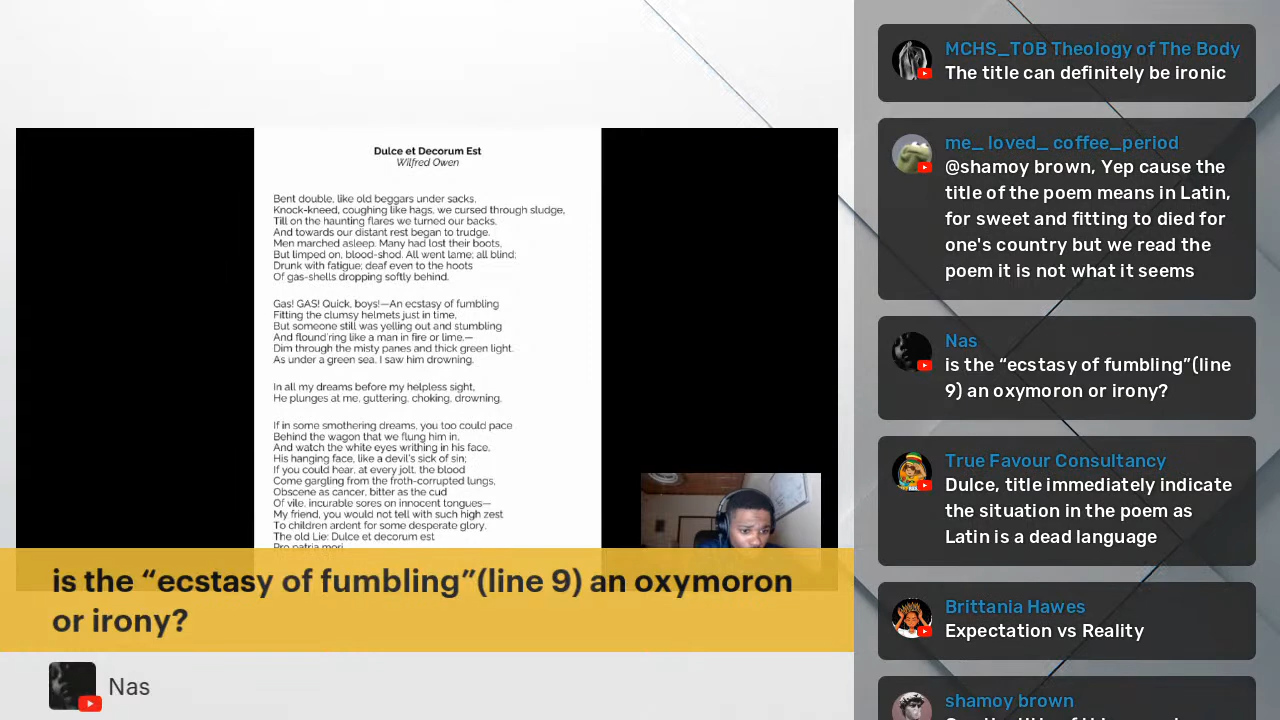 Dulce et Decorum Est
Wilfred Owen
Bent double, like old beggars under sacks,
Knock-kneed, coughing like hags, we cursed through sludge,
Till on the haunting flares we turned our backs,
And towards our distant rest began to trudge.
Men marched asleep. Many had lost their boots,
But limped on, blood-shod. All went lame; all blind;
Drunk with fatigue; deaf even to the hoots
Of gas-shells dropping softly behind.
Gas! GAS! Quick, boys!—An ecstasy of fumbling
Fitting the clumsy helmets just in time,
But someone still was yelling out and stumbling
And flound'ring like a man in fire or lime.—
Dim through the misty panes and thick green light,
As under a green sea, I saw him drowning.
In all my dreams before my helpless sight,
He plunges at me, guttering, choking, drowning.
If in some smothering dreams, you too could pace
Behind the wagon that we flung him in,
And watch the white eyes writhing in his face,
His hanging face, like a devil's sick of sin;
If you could hear, at every jolt, the blood
Come gargling from the froth-corrupted lungs,
Obscene as cancer, bitter as the cud
Of vile, incurable sores on innocent tongues—
My friend, you would not tell with such high zest
To children ardent for some desperate glory,
The old Lie: Dulce et decorum est
Pro patria mori.
is the “ecstasy of fumbling”(line 9) an oxymoron
or irony?
Nas
MCHS_TOB Theology of The Body
The title can definitely be ironic
me_ loved_ coffee_period
@shamoy brown, Yep cause the
title of the poem means in Latin,
for sweet and fitting to died for
one's country but we read the
poem it is not what it seems
Nas
is the “ecstasy of fumbling”(line
9) an oxymoron or irony?
True Favour Consultancy
Dulce, title immediately indicate
the situation in the poem as
Latin is a dead language
Brittania Hawes
Expectation vs Reality
shamoy brown